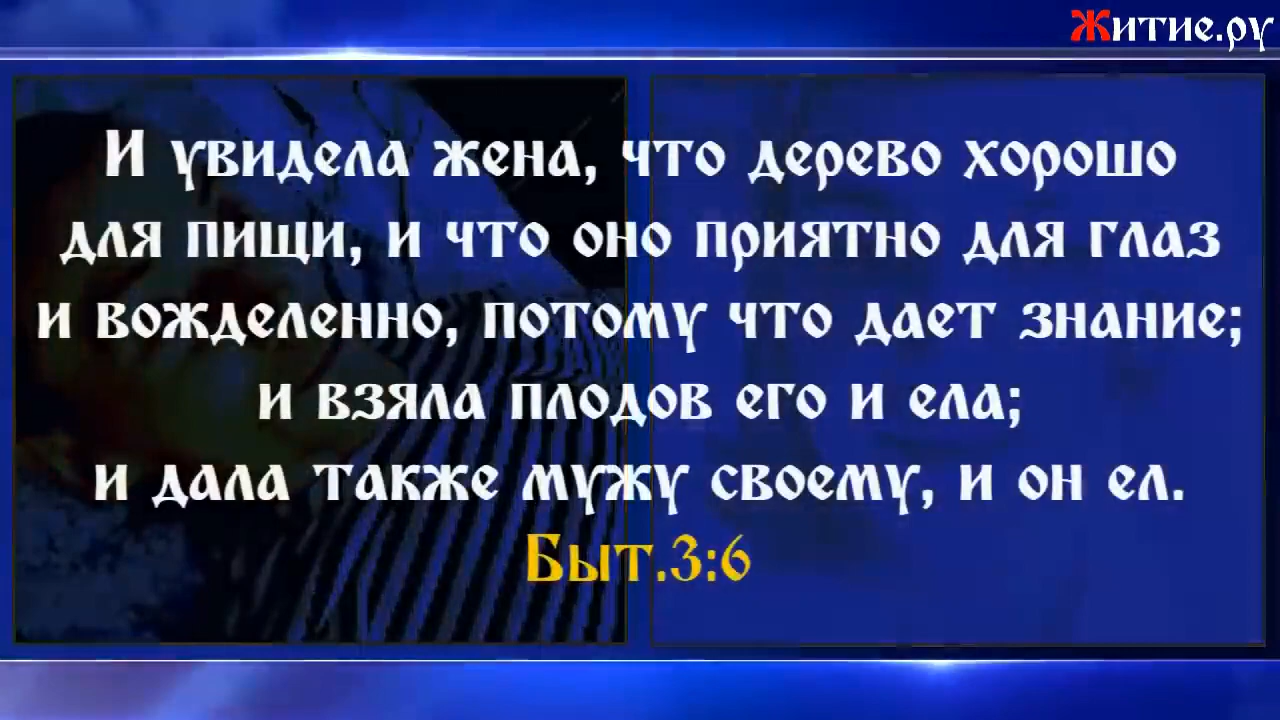 Житие.ру
И увидела жена, что дерево хорошо
для пищи, и что оно приятно для глаз
и вожделенно, потому что дает знание;
и взяла плодов его и ела;
и дала также мужу своему, и он ел.
Быт.3:6